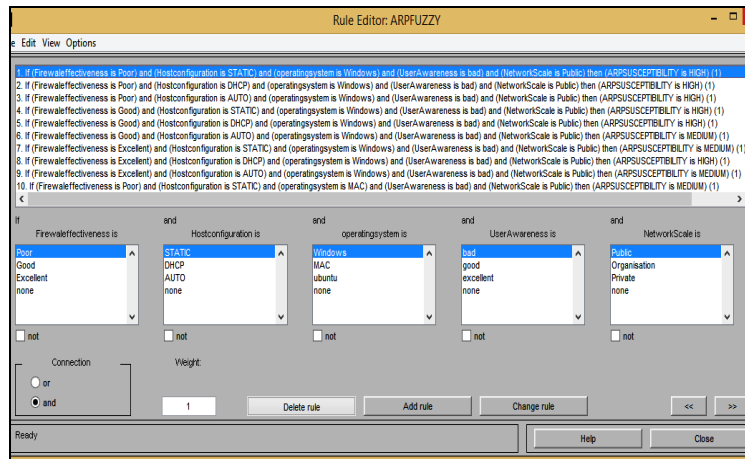 Rule Editor: ARPFUZZY
e Edit View Options
1. If (Firewaleffectiveness is Poor) and (Hostconfiguration is STATIC) and (operatingsystem is Windows) and (UserAwareness is bad) and (NetworkScale is Public) then (ARPSUSCEPTIBILITY is HIGH) (1)
2. If (Firewaleffectiveness is Poor) and (Hostconfiguration is DHCP) and (operatingsystem is Windows) and (UserAwareness is bad) and (NetworkScale is Public) then (ARPSUSCEPTIBILITY is HIGH) (1)
3. If (Firewaleffectiveness is Poor) and (Hostconfiguration is AUTO) and (operatingsystem is Windows) and (UserAwareness is bad) and (NetworkScale is Public) then (ARPSUSCEPTIBILITY is HIGH) (1)
4. If (Firewaleffectiveness is Good) and (Hostconfiguration is STATIC) and (operatingsystem is Windows) and (UserAwareness is bad) and (NetworkScale is Public) then (ARPSUSCEPTIBILITY is HIGH) (1)
5. If (Firewaleffectiveness is Good) and (Hostconfiguration is DHCP) and (operatingsystem is Windows) and (UserAwareness is bad) and (NetworkScale is Public) then (ARPSUSCEPTIBILITY is HIGH) (1)
6. If (Firewaleffectiveness is Good) and (Hostconfiguration is AUTO) and (operatingsystem is Windows) and (UserAwareness is bad) and (NetworkScale is Public) then (ARPSUSCEPTIBILITY is MEDIUM) (1)
7. If (Firewaleffectiveness is Excellent) and (Hostconfiguration is STATIC) and (operatingsystem is Windows) and (UserAwareness is bad) and (NetworkScale is Public) then (ARPSUSCEPTIBILITY is MEDIUM) (1)
8. If (Firewaleffectiveness is Excellent) and (Hostconfiguration is DHCP) and (operatingsystem is Windows) and (UserAwareness is bad) and (NetworkScale is Public) then (ARPSUSCEPTIBILITY is HIGH) (1)
9. If (Firewaleffectiveness is Excellent) and (Hostconfiguration is AUTO) and (operatingsystem is Windows) and (UserAwareness is bad) and (NetworkScale is Public) then (ARPSUSCEPTIBILITY is MEDIUM) (1)
10. If (Firewaleffectiveness is Poor) and (Hostconfiguration is STATIC) and (operatingsystem is MAC) and (UserAwareness is bad) and (NetworkScale is Public) then (ARPSUSCEPTIBILITY is MEDIUM) (1)
If and and and and
Firewaleffectiveness is Hostconfiguration is operatingsystem is UserAwareness is NetworkScale is
Poor STATIC Windows bad Public
Good DHCP MAC good Organisation
Excellent AUTO ubuntu excellent Private
none none none none none
not not not not not
Connection Weight:
or
and 1 Delete rule Add rule Change rule << >>
Ready Help Close